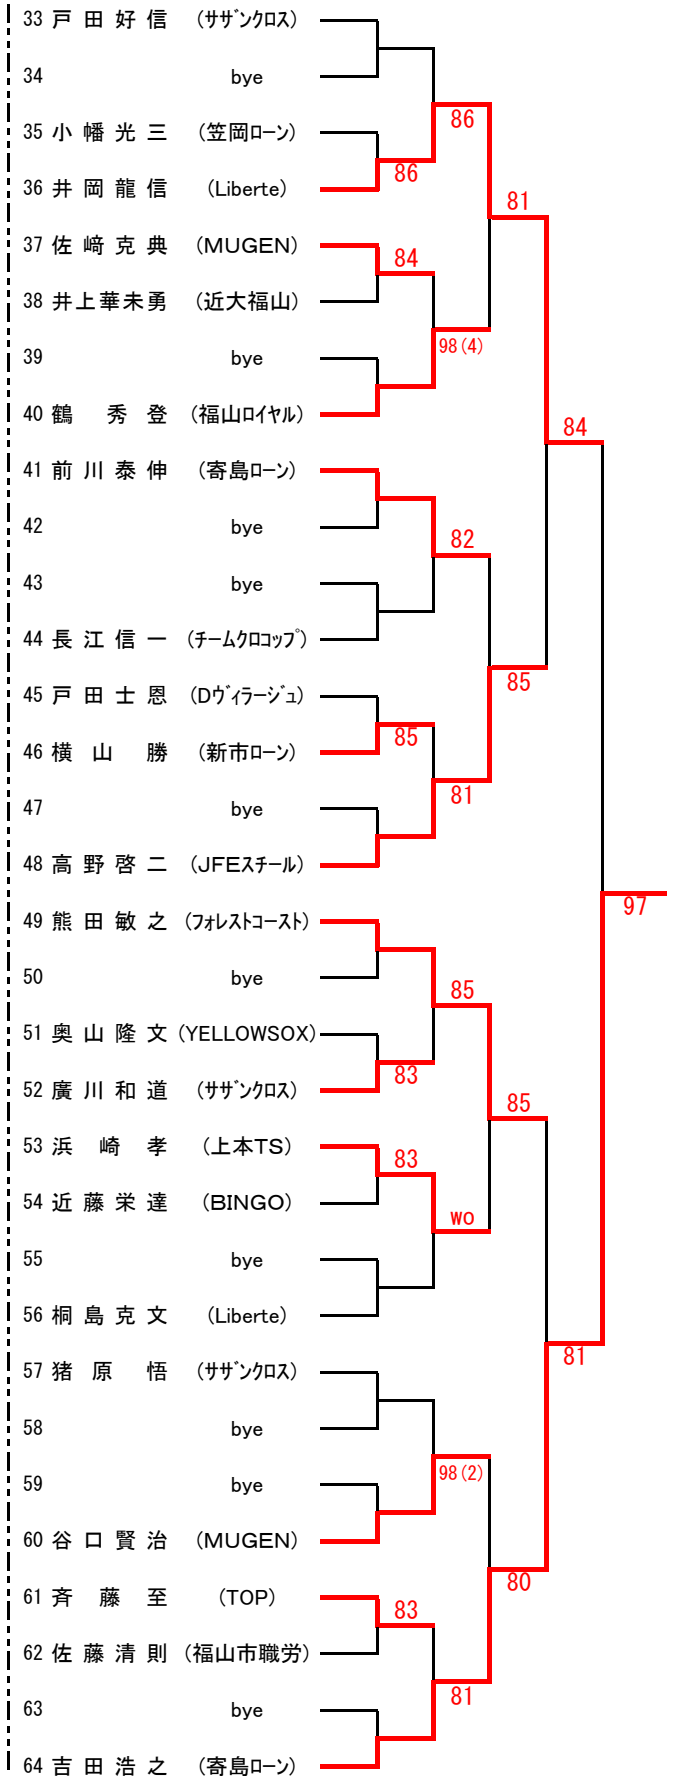 33 戸田好信 (サザンクロス)
34 bye
86
35 小幡光三 (笠岡ローン)
86
36 井岡龍信 (Liberte)
81
37 佐﨑克典 (MUGEN)
84
38 井上華未勇 (近大福山)
98(4)
39 bye
40 鶴秀登 (福山ロイヤル)
84
41 前川泰伸 (寄島ローン)
42 bye
82
43 bye
44 長江信一 (チームクロコップ)
85
45 戸田士恩 (Dヴィラージュ)
85
46 横山勝 (新市ローン)
81
47 bye
48 高野啓二 (JFEスチール)
97
49 熊田敏之 (フォレストコースト)
50 bye
85
51 奥山隆文 (YELLOWSOX)
83
52 廣川和道 (サザンクロス)
85
53 浜崎孝 (上本TS)
83
54 近藤栄達 (BINGO)
wo
55 bye
56 桐島克文 (Liberte)
81
57 猪原悟 (サザンクロス)
58 bye
98(2)
59 bye
60 谷口賢治 (MUGEN)
80
61 斉藤至 (TOP)
83
62 佐藤清則 (福山市職労)
81
63 bye
64 吉田浩之 (寄島ローン)